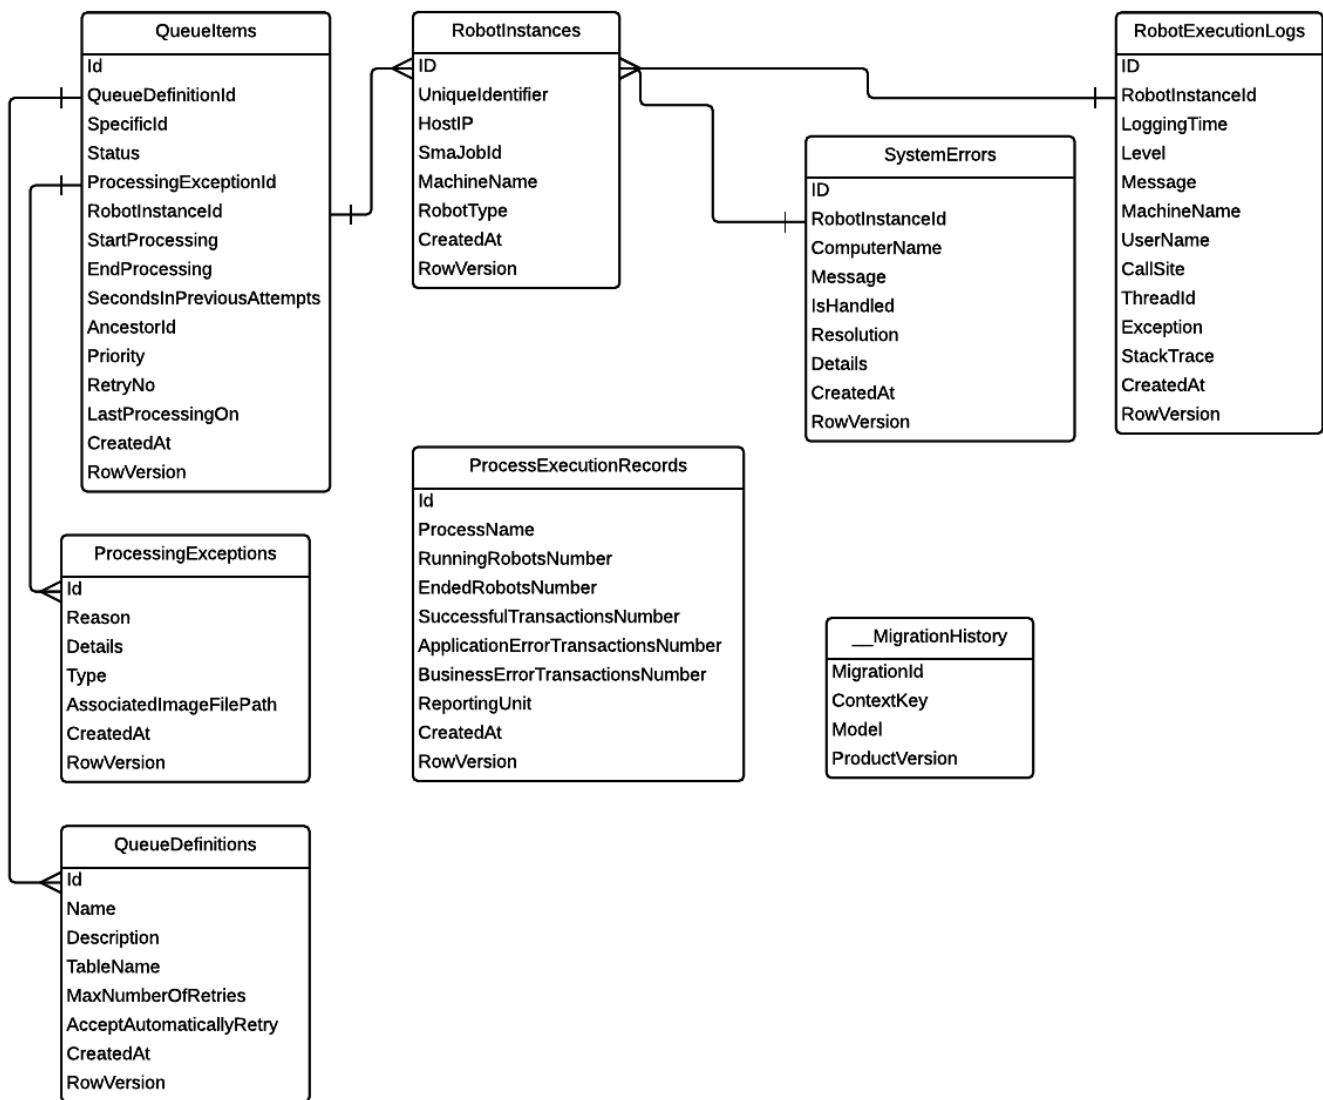 QueueItems
Id
QueueDefinitionId
SpecificId
Status
ProcessingExceptionId
RobotInstanceId
StartProcessing
EndProcessing
SecondsInPreviousAttempts
AncestorId
Priority
RetryNo
LastProcessingOn
CreatedAt
RowVersion
RobotInstances
ID
UniqueIdentifier
HostIP
SmaJobId
MachineName
RobotType
CreatedAt
RowVersion
RobotExecutionLogs
ID
RobotInstanceId
LoggingTime
Level
Message
MachineName
UserName
CallSite
ThreadId
Exception
StackTrace
CreatedAt
RowVersion
SystemErrors
ID
RobotInstanceId
ComputerName
Message
IsHandled
Resolution
Details
CreatedAt
RowVersion
ProcessExecutionRecords
Id
ProcessName
RunningRobotsNumber
EndedRobotsNumber
SuccessfulTransactionsNumber
ApplicationErrorTransactionsNumber
BusinessErrorTransactionsNumber
ReportingUnit
CreatedAt
RowVersion
ProcessingExceptions
Id
Reason
Details
Type
AssociatedImageFilePath
CreatedAt
RowVersion
__MigrationHistory
MigrationId
ContextKey
Model
ProductVersion
QueueDefinitions
Id
Name
Description
TableName
MaxNumberOfRetries
AcceptAutomaticallyRetry
CreatedAt
RowVersion